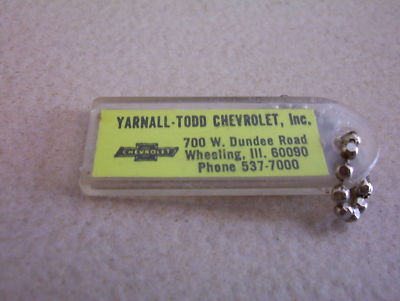 YARNALL-TODD CHEVROLET, Inc.
CHEVROLET
700 W. Dundee Road
Wheeling, Ill. 60090
Phone 537-7000